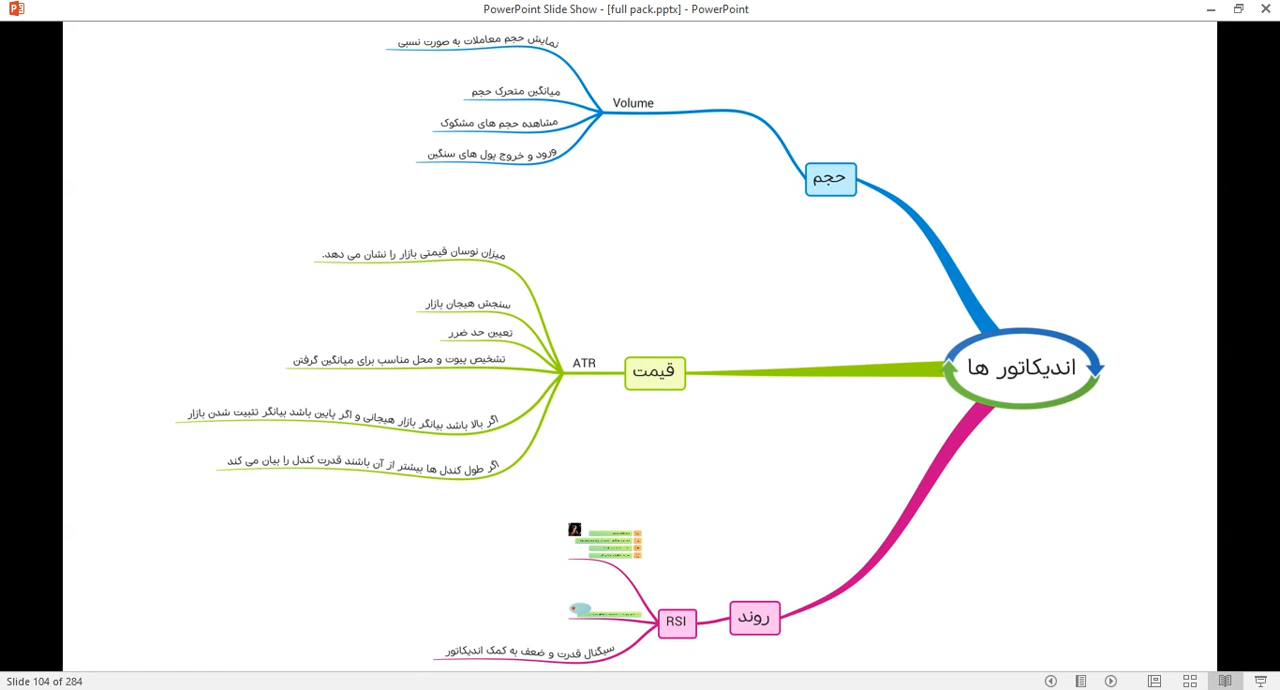 PowerPoint Slide Show - [full pack.pptx] - PowerPoint
اندیکاتور ها
حجم
Volume
نمایش حجم معاملات به صورت نسبی
میانگین متحرک حجم
مشاهده حجم های مشکوک
ورود و خروج پول های سنگین
قیمت
ATR
میزان نوسان قیمتی بازار را نشان می دهد.
سنجش هیجان بازار
تعیین حد ضرر
تشخیص پیوت و محل مناسب برای میانگین گرفتن
اگر بالا باشد بیانگر بازار هیجانی و اگر پایین باشد بیانگر تثبیت شدن بازار
اگر طول کندل ها بیشتر از آن باشند قدرت کندل را بیان می کند
روند
RSI
سیگنال قدرت و ضعف به کمک اندیکاتور
Slide 104 of 284